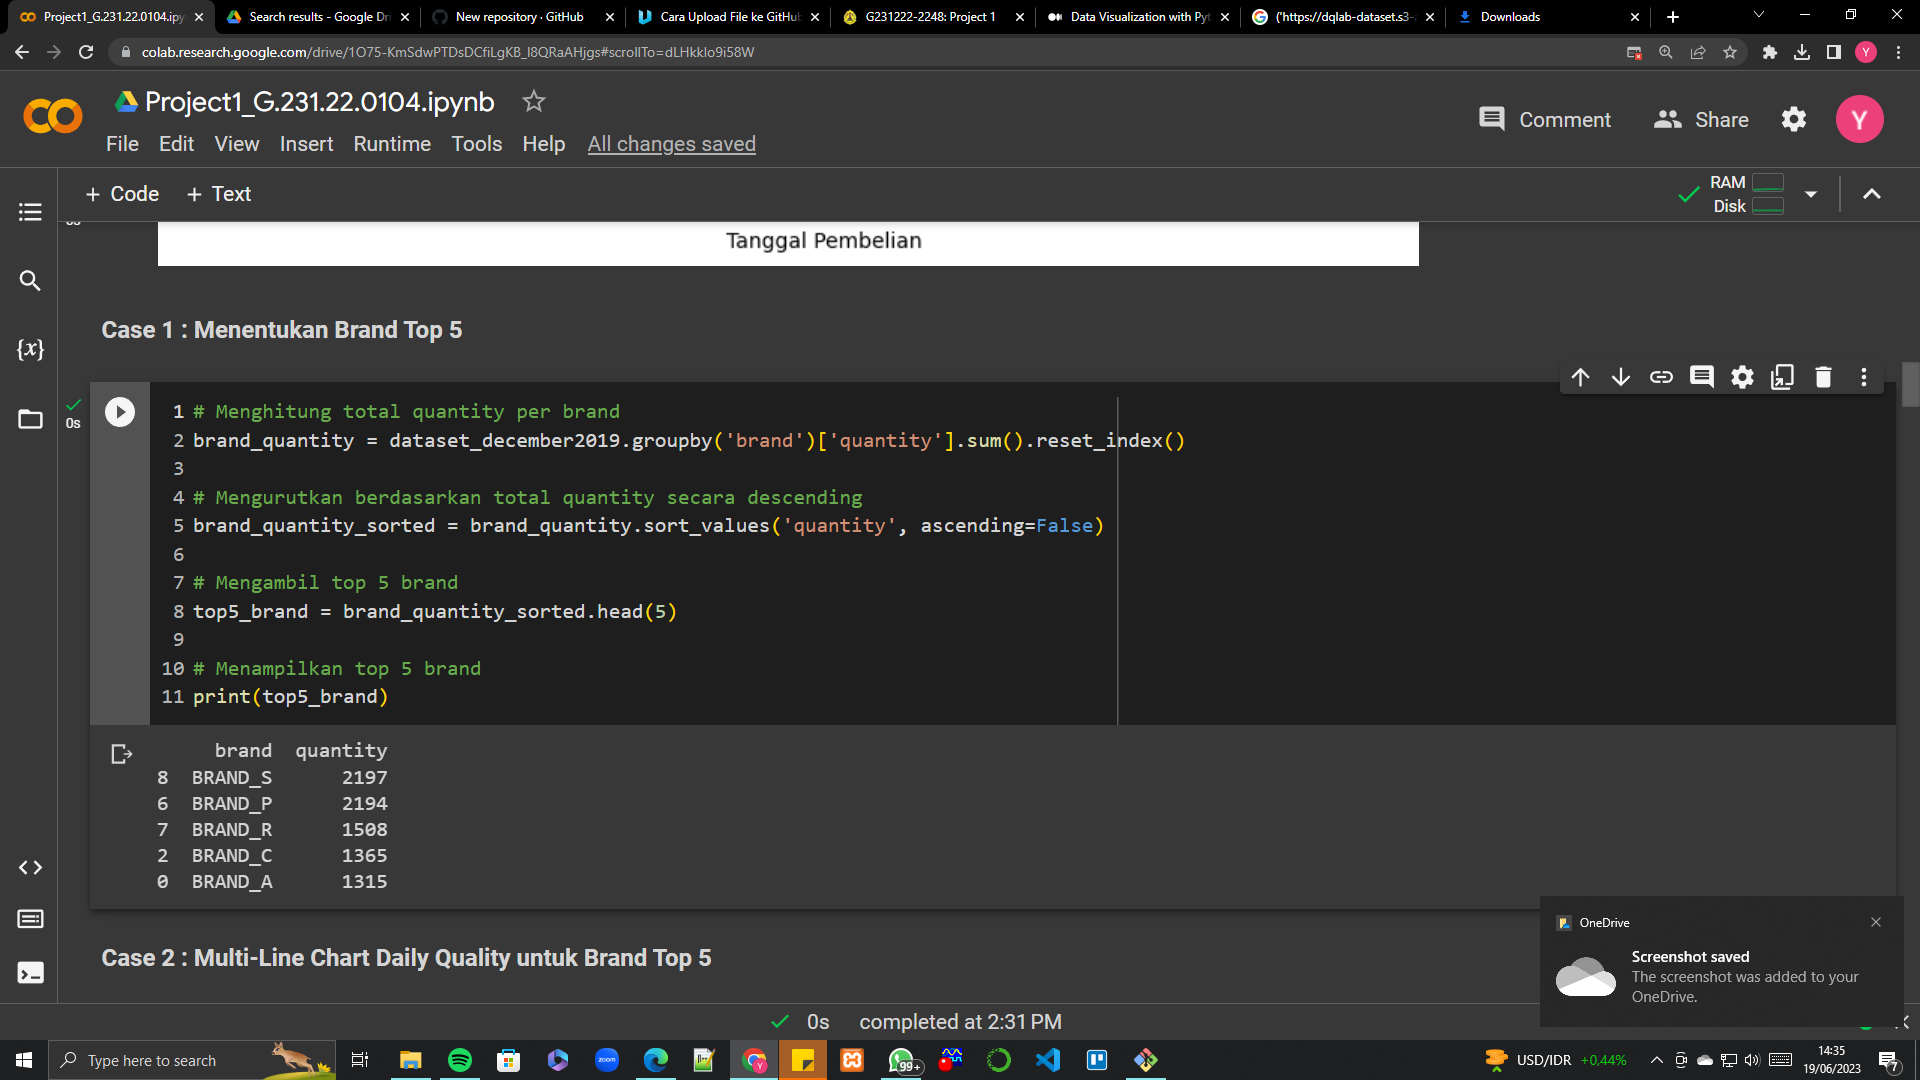 Project1_G.231.22.0104.ipyn
Search results - Google Dri
New repository · GitHub
Cara Upload File ke GitHub
G231222-2248: Project 1
Data Visualization with Pyt
('https://dqlab-dataset.s3-
Downloads
colab.research.google.com/drive/1O75-KmSdwPTDsDCfiLgKB_I8QRaAHjgs#scrollTo=dLHkklo9i58W
Y
Project1_G.231.22.0104.ipynb
Comment
Share
Y
File Edit View Insert Runtime Tools Help All changes saved
+ Code + Text
RAM
Disk
Tanggal Pembelian
Case 1 : Menentukan Brand Top 5
{x}
0s
1 # Menghitung total quantity per brand
2 brand_quantity = dataset_december2019.groupby('brand')['quantity'].sum().reset_index()
3
4 # Mengurutkan berdasarkan total quantity secara descending
5 brand_quantity_sorted = brand_quantity.sort_values('quantity', ascending=False)
6
7 # Mengambil top 5 brand
8 top5_brand = brand_quantity_sorted.head(5)
9
10 # Menampilkan top 5 brand
11 print(top5_brand)
brand quantity
8 BRAND_S 2197
6 BRAND_P 2194
7 BRAND_R 1508
2 BRAND_C 1365
0 BRAND_A 1315
Case 2 : Multi-Line Chart Daily Quality untuk Brand Top 5
OneDrive
Screenshot saved
The screenshot was added to your
OneDrive.
0s completed at 2:31 PM
Type here to search
zoom
99+
USD/IDR +0,44%
14:35
19/06/2023
7